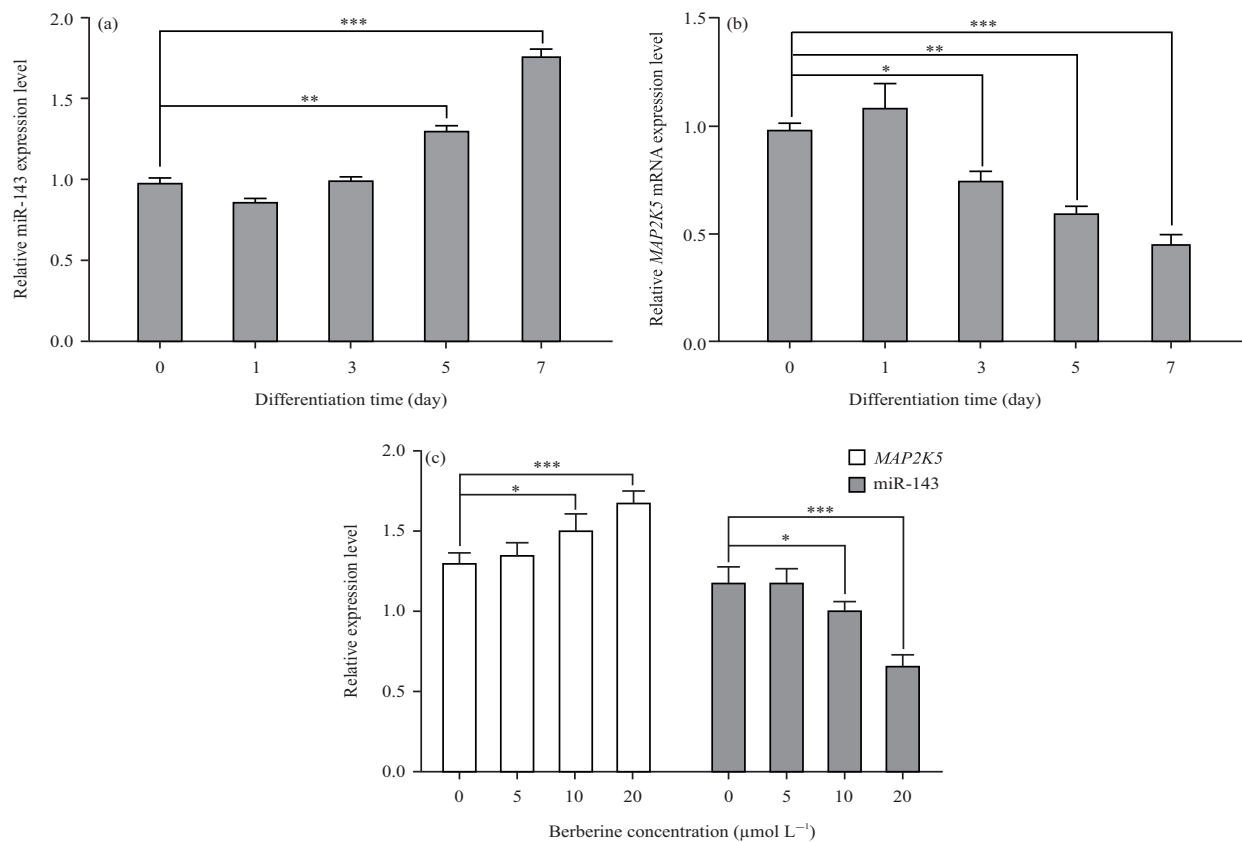 (a)
Relative miR-143 expression level
2.0
1.5
1.0
0.5
0.0
***
**
0 1 3 5 7
Differentiation time (day)
(b)
Relative MAP2K5 mRNA expression level
1.5
1.0
0.5
0.0
***
**
*
0 1 3 5 7
Differentiation time (day)
(c)
Relative expression level
2.0
1.5
1.0
0.5
0.0
***
*
MAP2K5
miR-143
***
*
0 5 10 20 0 5 10 20
Berberine concentration (µmol L⁻¹)